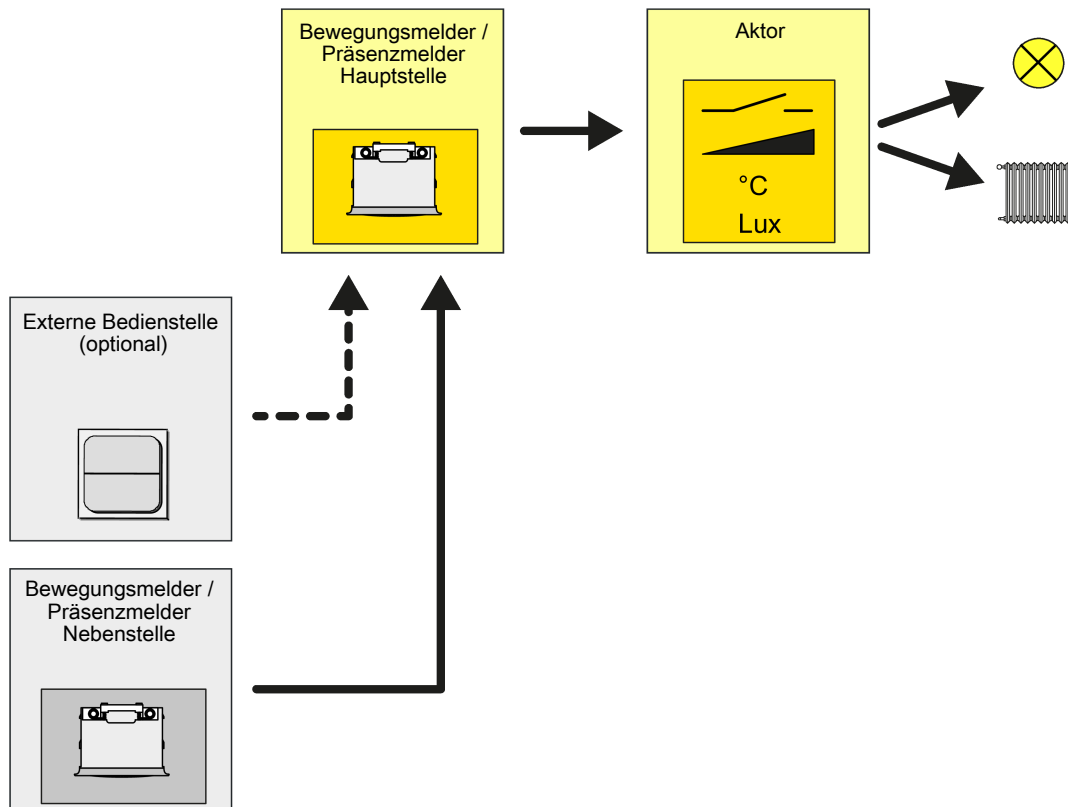 Bewegungsmelder /
Präsenzmelder
Hauptstelle
Aktor
°C
Lux
Externe Bedienstelle
(optional)
Bewegungsmelder /
Präsenzmelder
Nebenstelle